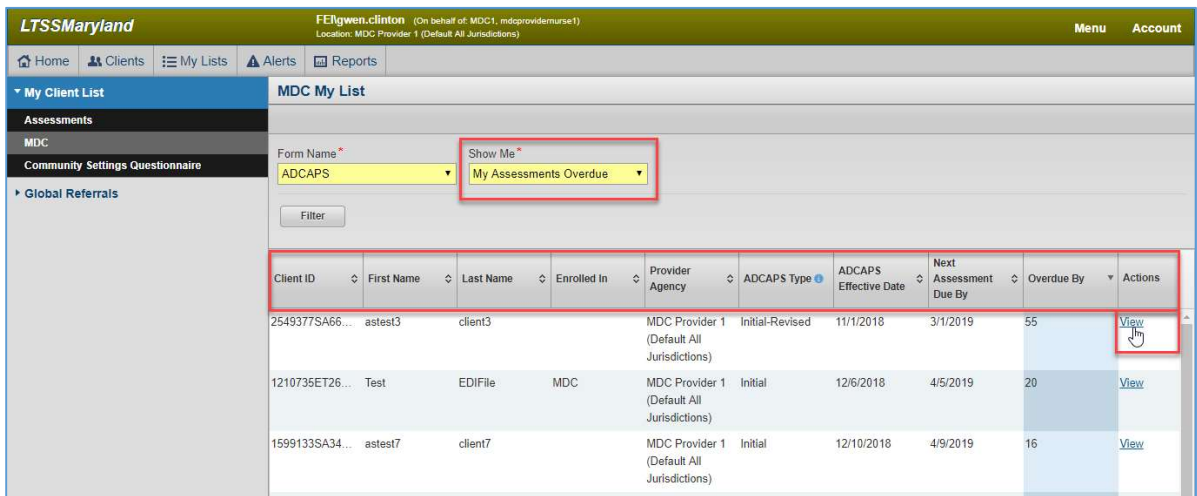 LTSSMaryland
FEI\gwen.clinton (On behalf of: MDC1, mdcprovidernurse1)
Location: MDC Provider 1 (Default All Jurisdictions)
Menu Account
Home Clients My Lists Alerts Reports
My Client List
Assessments
MDC
Community Settings Questionnaire
Global Referrals
MDC My List
Form Name* Show Me*
ADCAPS My Assessments Overdue
Filter
Client ID First Name Last Name Enrolled In Provider Agency ADCAPS Type ADCAPS Effective Date Next Assessment Due By Overdue By Actions
2549377SA66... astest3 client3 MDC Provider 1 Initial-Revised 11/1/2018 3/1/2019 55 View
(Default All
Jurisdictions)
1210735ET26... Test EDIFile MDC MDC Provider 1 Initial 12/6/2018 4/5/2019 20 View
(Default All
Jurisdictions)
1599133SA34... astest7 client7 MDC Provider 1 Initial 12/10/2018 4/9/2019 16 View
(Default All
Jurisdictions)